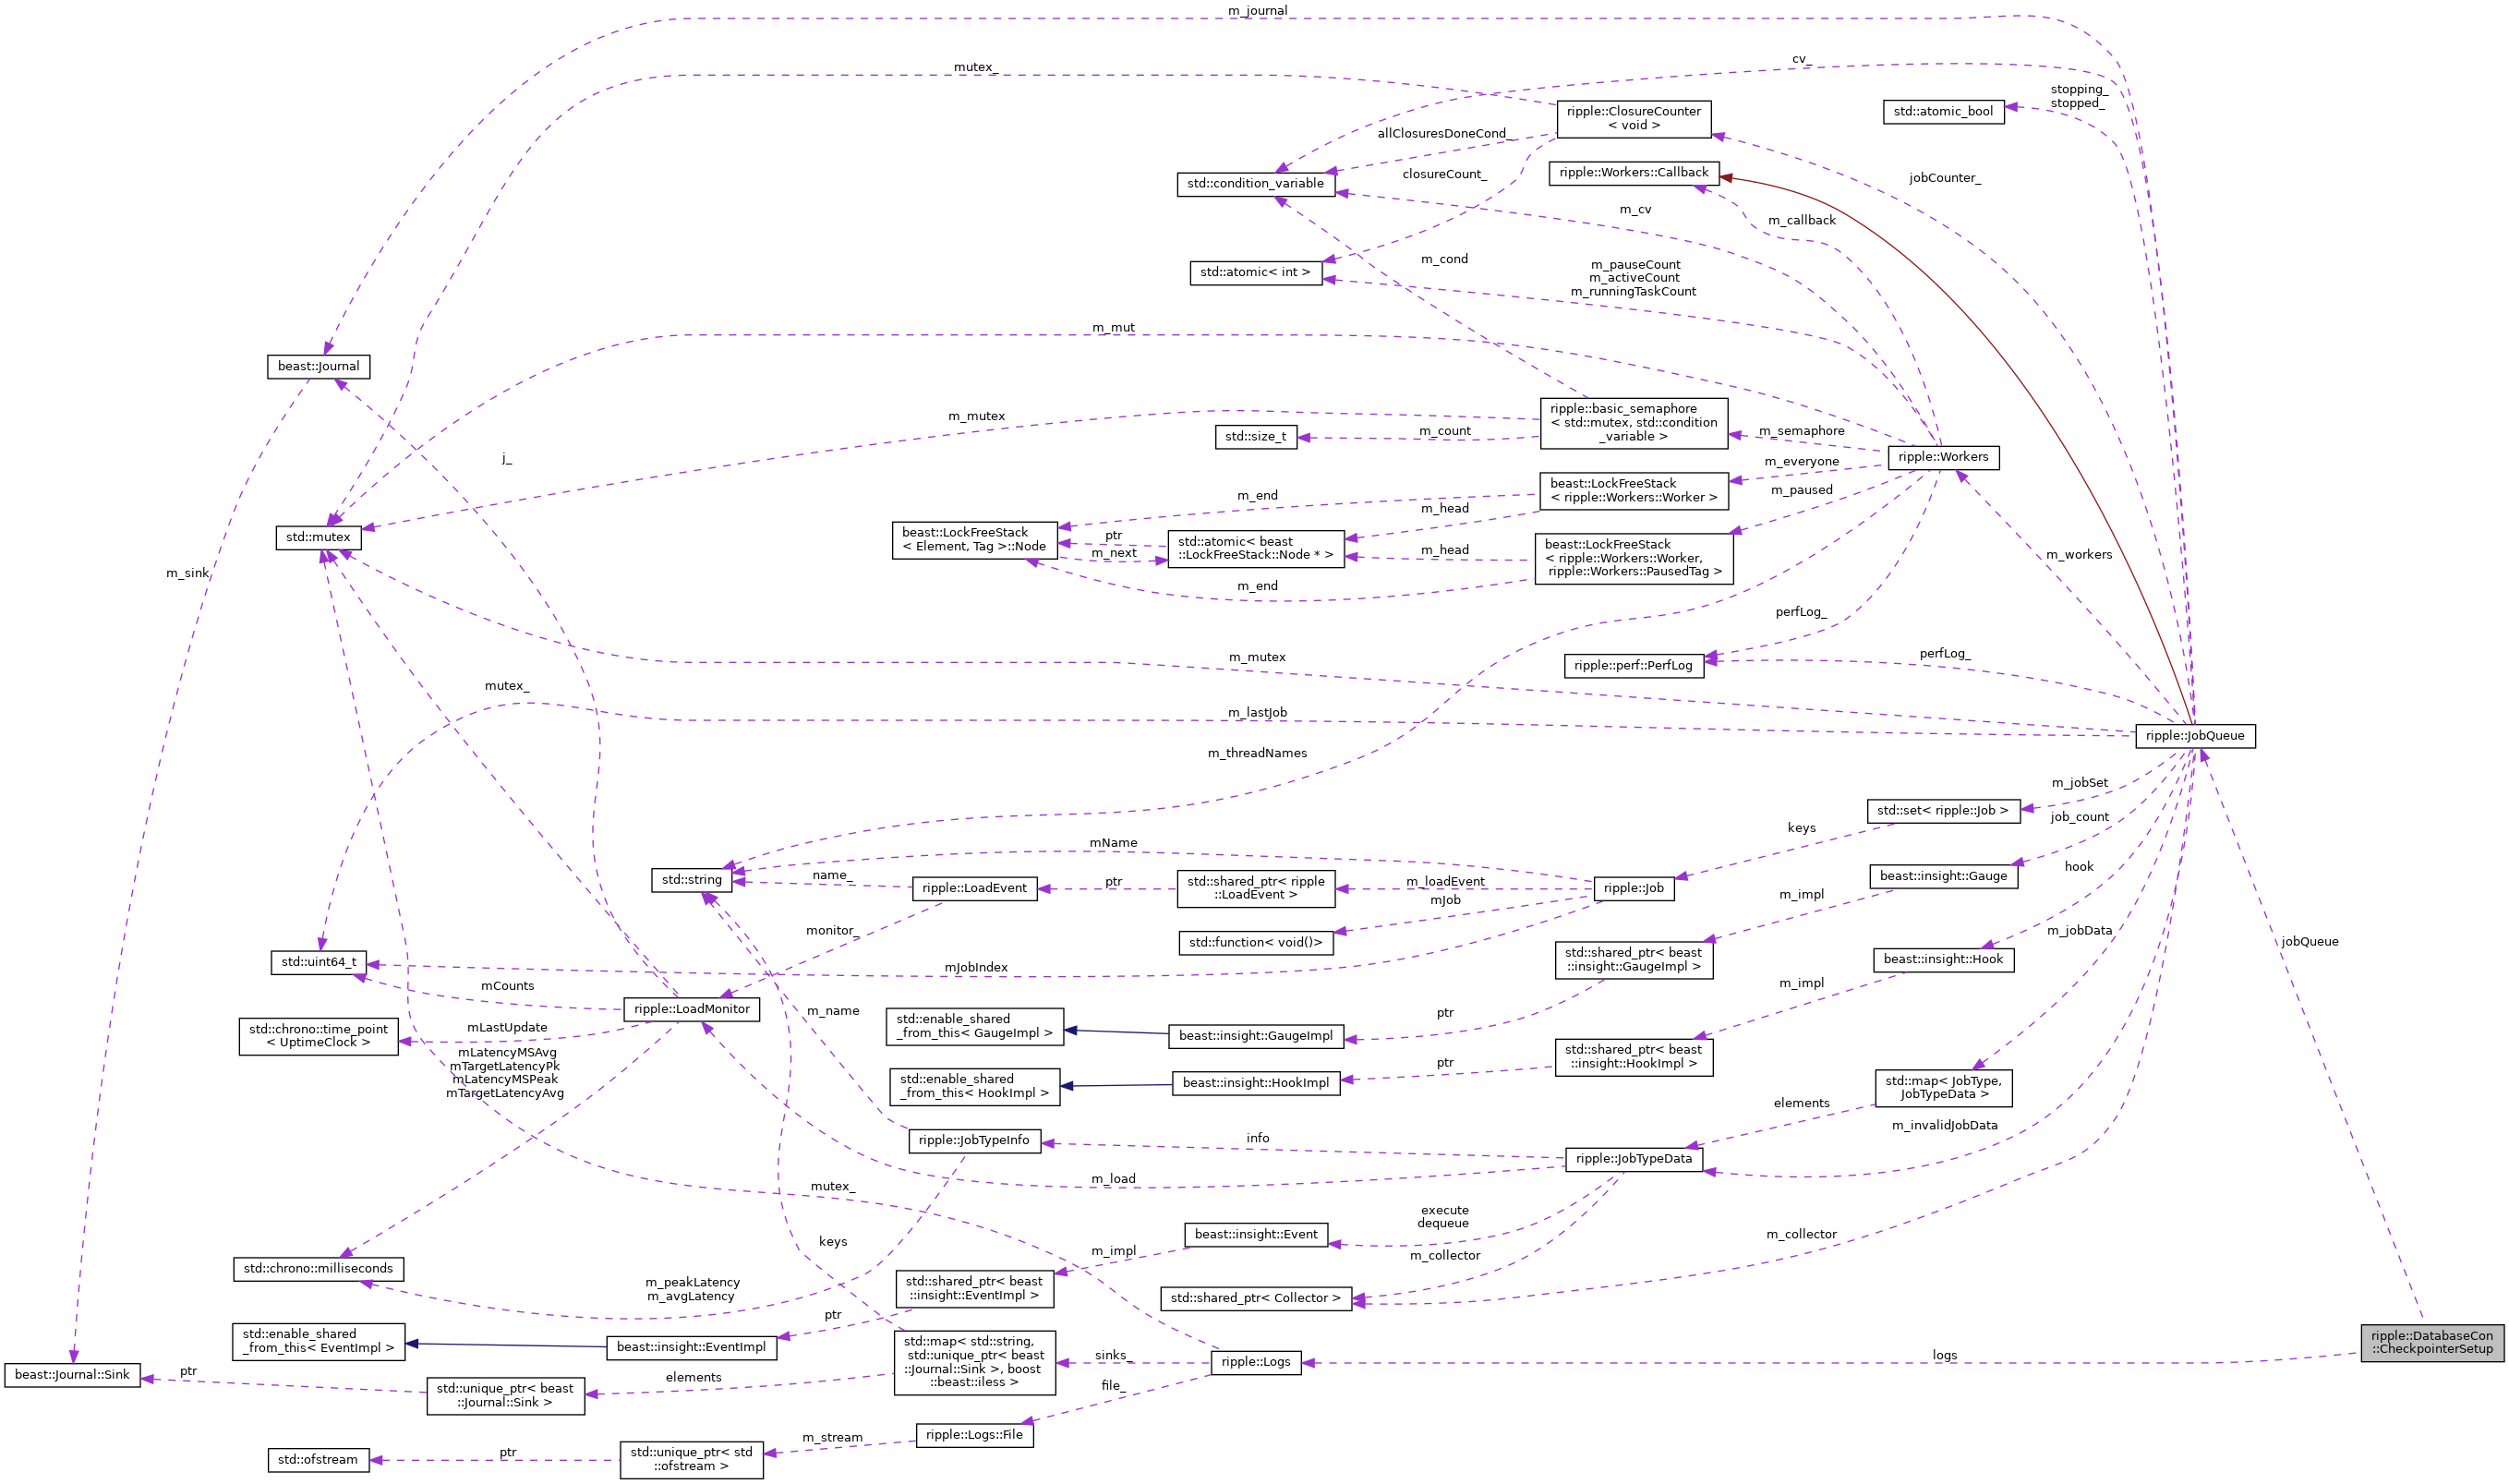 m_journal
mutex_
cv_
stopping_
stopped_
ripple::ClosureCounter
< void >
std::atomic_bool
allClosuresDoneCond_
closureCount_
ripple::Workers::Callback
std::condition_variable
jobCounter_
m_cv
m_callback
m_cond
std::atomic< int >
m_pauseCount
m_activeCount
m_runningTaskCount
m_mut
beast::Journal
m_mutex
ripple::basic_semaphore
< std::mutex, std::condition
_variable >
std::size_t
m_count
m_semaphore
j_
ripple::Workers
m_everyone
m_paused
beast::LockFreeStack
< ripple::Workers::Worker >
m_end
m_head
std::mutex
beast::LockFreeStack
< Element, Tag >::Node
ptr
m_next
std::atomic< beast
::LockFreeStack::Node * >
m_head
beast::LockFreeStack
< ripple::Workers::Worker,
ripple::Workers::PausedTag >
m_workers
m_sink
m_end
perfLog_
m_mutex
ripple::perf::PerfLog
perfLog_
mutex_
m_lastJob
ripple::JobQueue
m_threadNames
m_jobSet
std::set< ripple::Job >
job_count
keys
mName
std::string
name_
ripple::LoadEvent
ptr
std::shared_ptr< ripple
::LoadEvent >
m_loadEvent
mJob
ripple::Job
beast::insight::Gauge
hook
m_impl
monitor_
std::function< void()>
m_jobData
jobQueue
std::uint64_t
mJobIndex
std::shared_ptr< beast
::insight::GaugeImpl >
beast::insight::Hook
mCounts
m_impl
ripple::LoadMonitor
m_name
std::chrono::time_point
< UptimeClock >
mLastUpdate
std::enable_shared
_from_this< GaugeImpl >
beast::insight::GaugeImpl
ptr
mLatencyMSAvg
mTargetLatencyPk
mLatencyMSPeak
mTargetLatencyAvg
std::shared_ptr< beast
::insight::HookImpl >
ptr
std::enable_shared
_from_this< HookImpl >
beast::insight::HookImpl
std::map< JobType,
JobTypeData >
elements
m_invalidJobData
ripple::JobTypeInfo
info
ripple::JobTypeData
m_load
mutex_
execute
dequeue
keys
beast::insight::Event
m_impl
m_collector
m_collector
std::chrono::milliseconds
m_peakLatency
m_avgLatency
std::shared_ptr< beast
::insight::EventImpl >
std::shared_ptr< Collector >
ptr
std::enable_shared
_from_this< EventImpl >
beast::insight::EventImpl
std::map< std::string,
std::unique_ptr< beast
::Journal::Sink >, boost
::beast::iless >
sinks_
ripple::Logs
logs
ripple::DatabaseCon
::CheckpointerSetup
beast::Journal::Sink
ptr
elements
std::unique_ptr< beast
::Journal::Sink >
file_
ripple::Logs::File
m_stream
std::ofstream
ptr
std::unique_ptr< std
::ofstream >